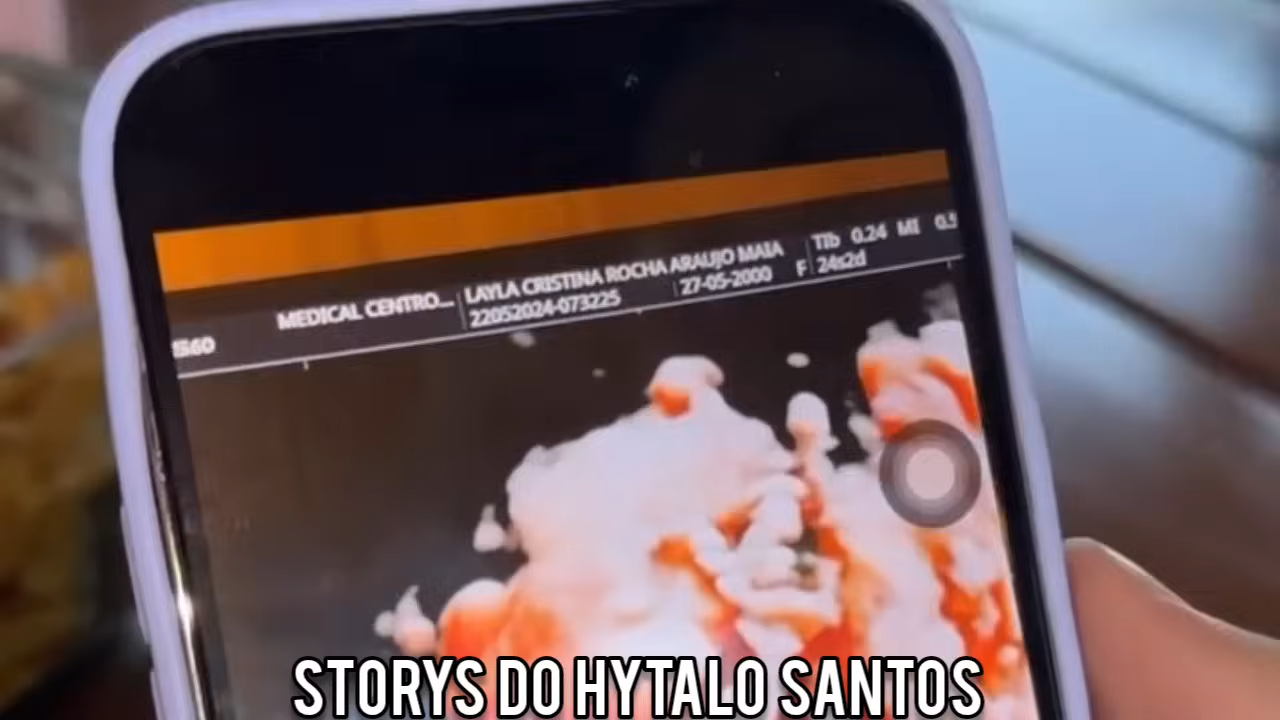 MEDICAL CENTRO...
LAYLA CRISTINA ROCHA ARAUJO MAIA
TIb 0.24 MI
22052024-073225
27-05-2000 F
24s2d
STORYS DO HYTALO SANTOS